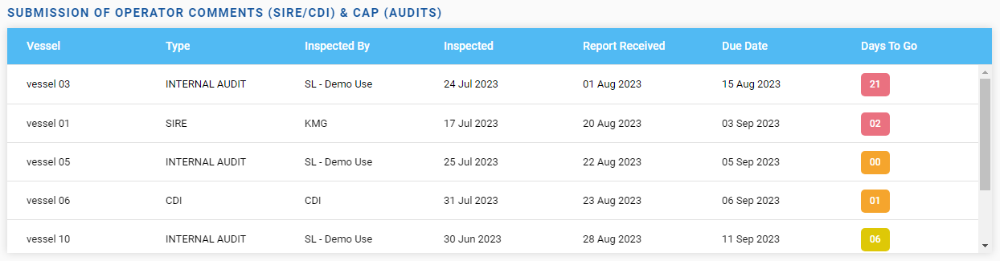 SUBMISSION OF OPERATOR COMMENTS (SIRE/CDI) & CAP (AUDITS)
Vessel Type Inspected By Inspected Report Received Due Date Days To Go
vessel 03 INTERNAL AUDIT SL - Demo Use 24 Jul 2023 01 Aug 2023 15 Aug 2023 21
vessel 01 SIRE KMG 17 Jul 2023 20 Aug 2023 03 Sep 2023 02
vessel 05 INTERNAL AUDIT SL - Demo Use 25 Jul 2023 22 Aug 2023 05 Sep 2023 00
vessel 06 CDI CDI 31 Jul 2023 23 Aug 2023 06 Sep 2023 01
vessel 10 INTERNAL AUDIT SL - Demo Use 30 Jun 2023 28 Aug 2023 11 Sep 2023 06